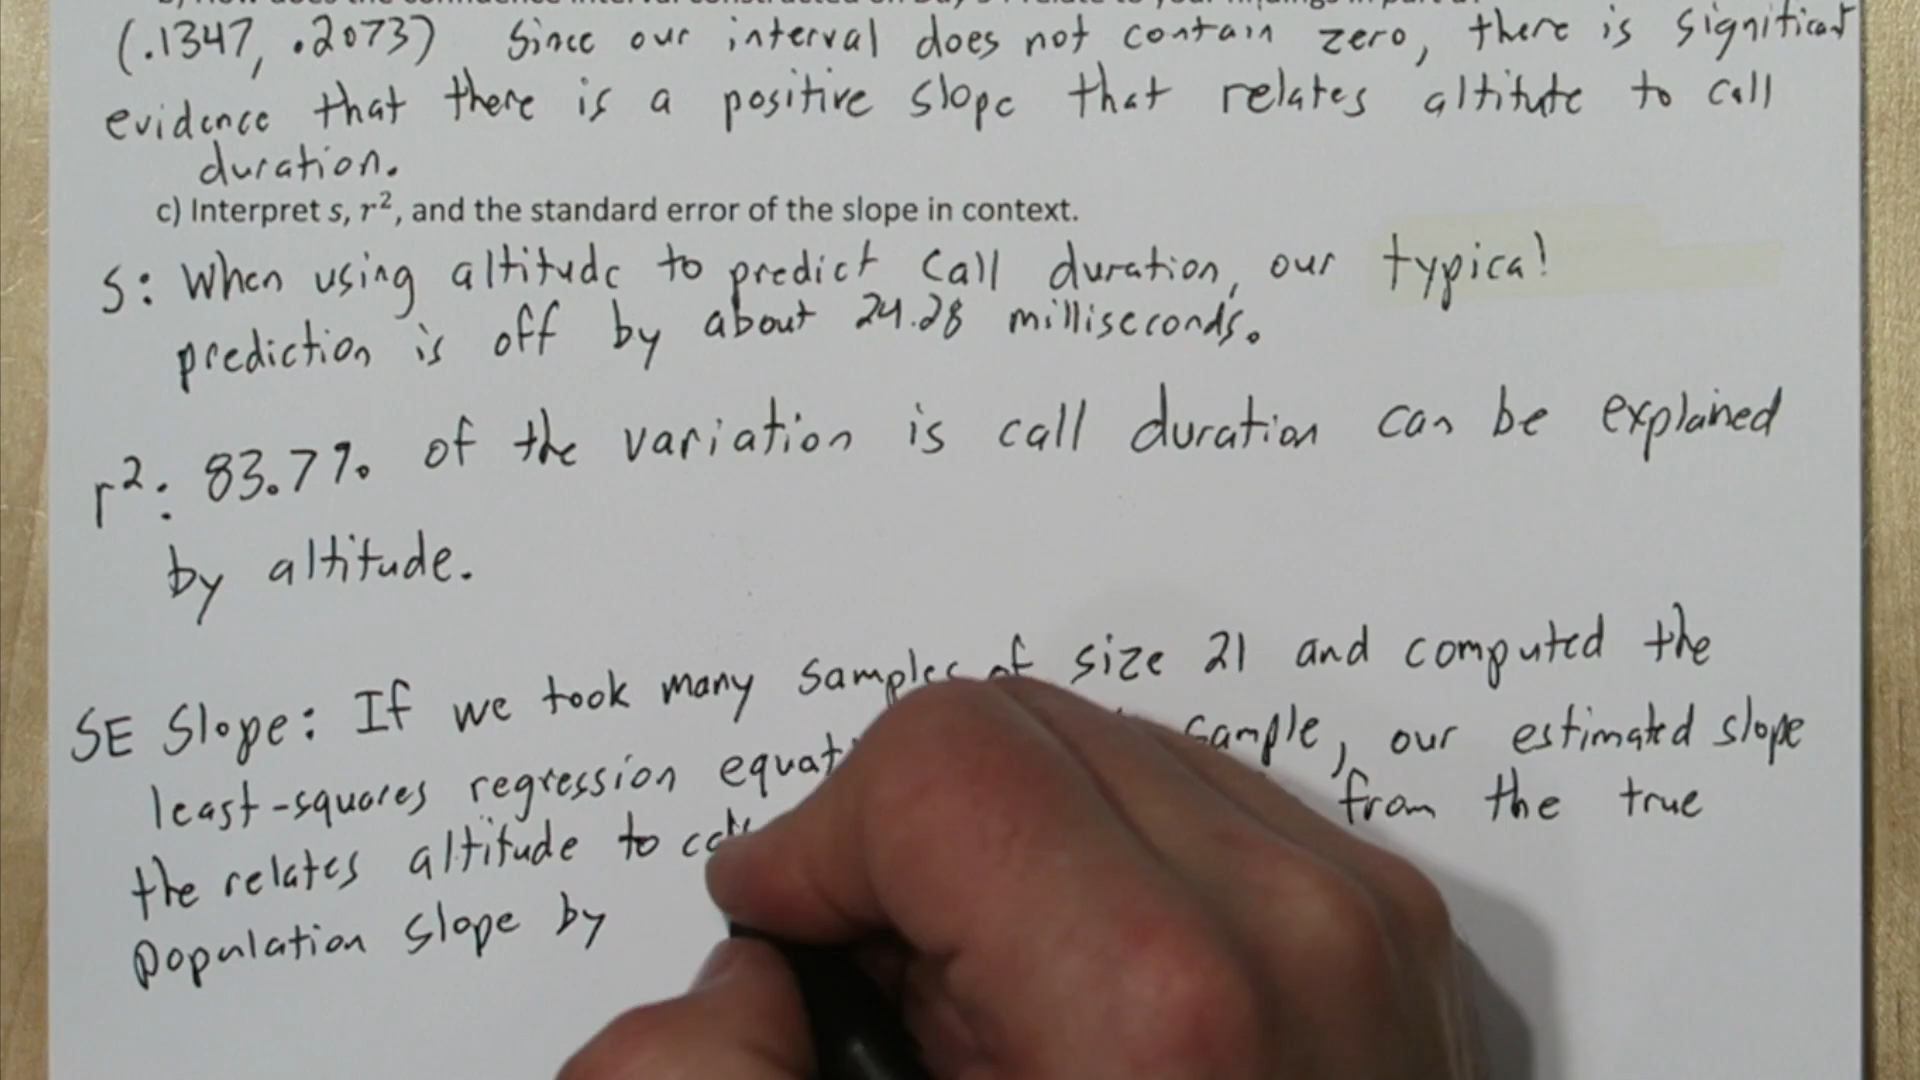 (.1347, .2073) Since our interval does not contain zero, there is significant
evidence that there is a positive slope that relates altitute to call
duration.
c) Interpret s, r², and the standard error of the slope in context.
S: When using altitude to predict call duration, our typical
prediction is off by about 24.28 milliseconds.
r²: 83.7% of the variation is call duration can be explained
by altitude.
SE Slope: If we took many samples of size 21 and computed the
least-squares regression sample, our estimated slope
the relates altitude to from the true
population slope by